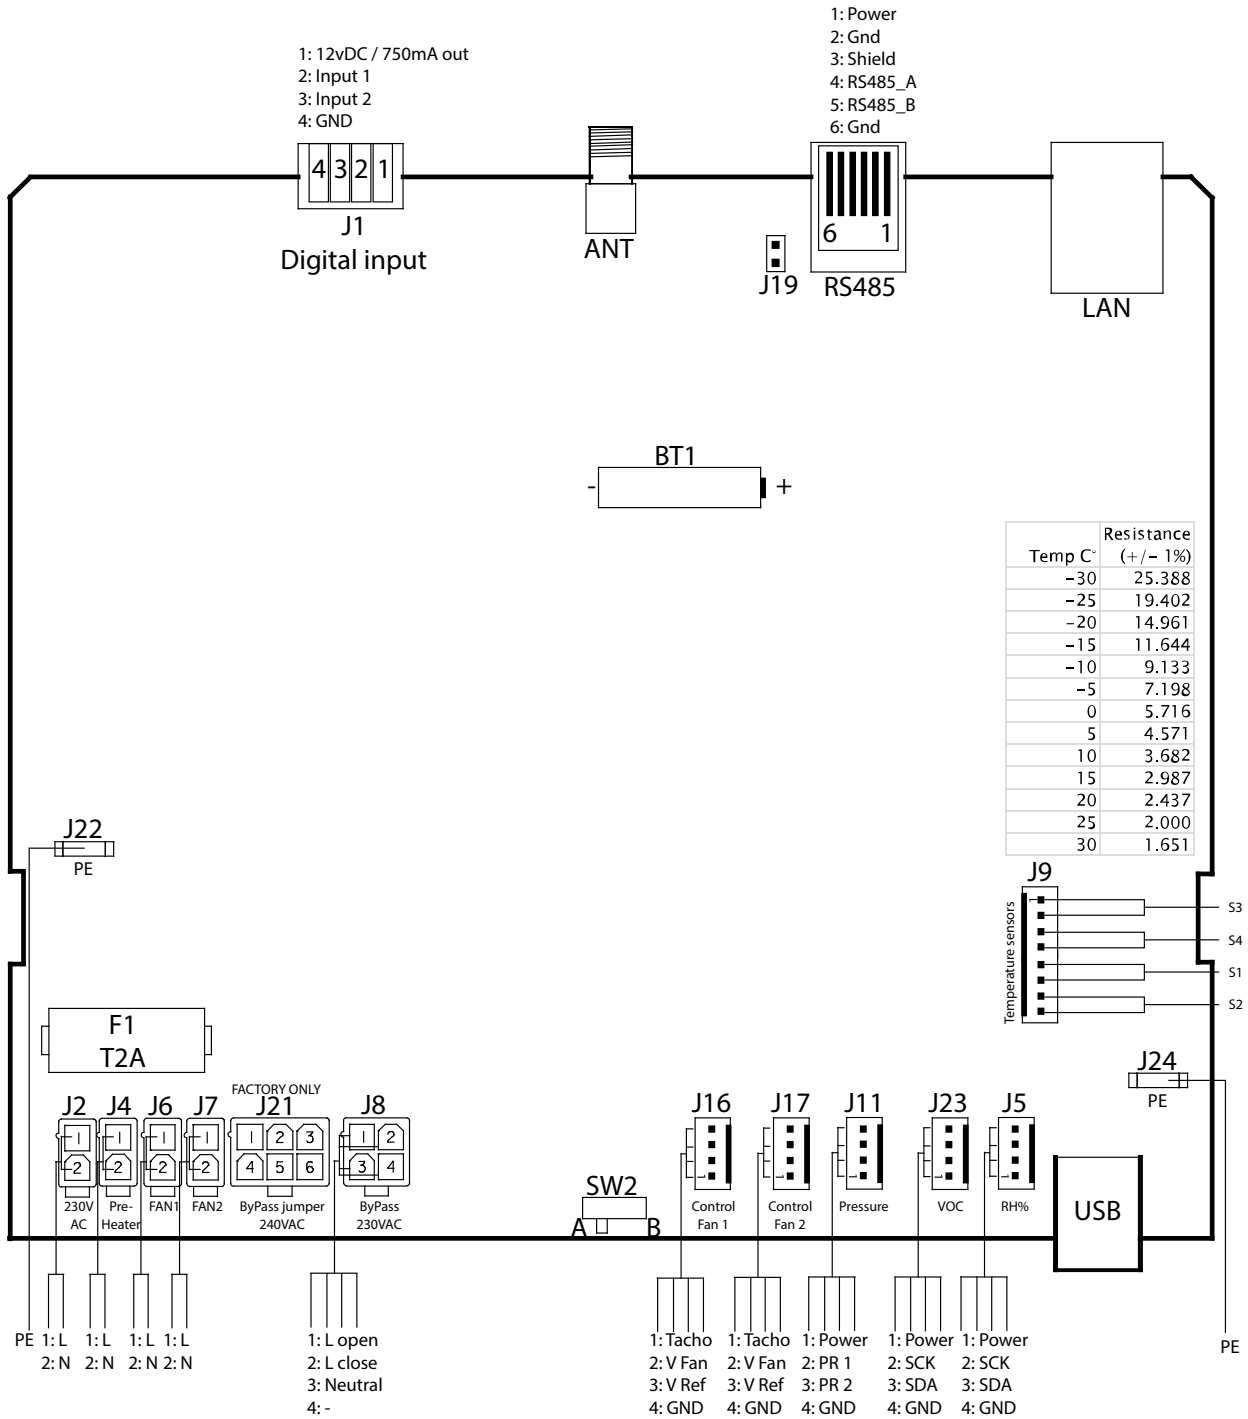 1: Power
2: Gnd
3: Shield
4: RS485_A
5: RS485_B
6: Gnd
1: 12vDC / 750mA out
2: Input 1
3: Input 2
4: GND
4 3 2 1
J1
Digital input
ANT
J19
6 1
RS485
LAN
BT1
- +
Temp C° Resistance (+/- 1%)
-30 25.388
-25 19.402
-20 14.961
-15 11.644
-10 9.133
-5 7.198
0 5.716
5 4.571
10 3.682
15 2.987
20 2.437
25 2.000
30 1.651
J22
PE
J9
1
Temperature sensors
S3
S4
S1
S2
F1
T2A
J24
PE
FACTORY ONLY
J2 J4 J6 J7 J21 J8
1 1 1 1 1 2 3 1 2
2 2 2 2 4 5 6 3 4
230V AC
Pre-Heater
FAN1
FAN2
ByPass jumper
240VAC
ByPass
230VAC
SW2
A B
J16 J17 J11 J23 J5
1 1 1 1 1
Control Fan 1
Control Fan 2
Pressure
VOC
RH%
USB
PE
1: L
2: N
1: L
2: N
1: L
2: N
1: L
2: N
1: L open
2: L close
3: Neutral
4: -
1: Tacho
2: V Fan
3: V Ref
4: GND
1: Tacho
2: V Fan
3: V Ref
4: GND
1: Power
2: PR 1
3: PR 2
4: GND
1: Power
2: SCK
3: SDA
4: GND
1: Power
2: SCK
3: SDA
4: GND
PE